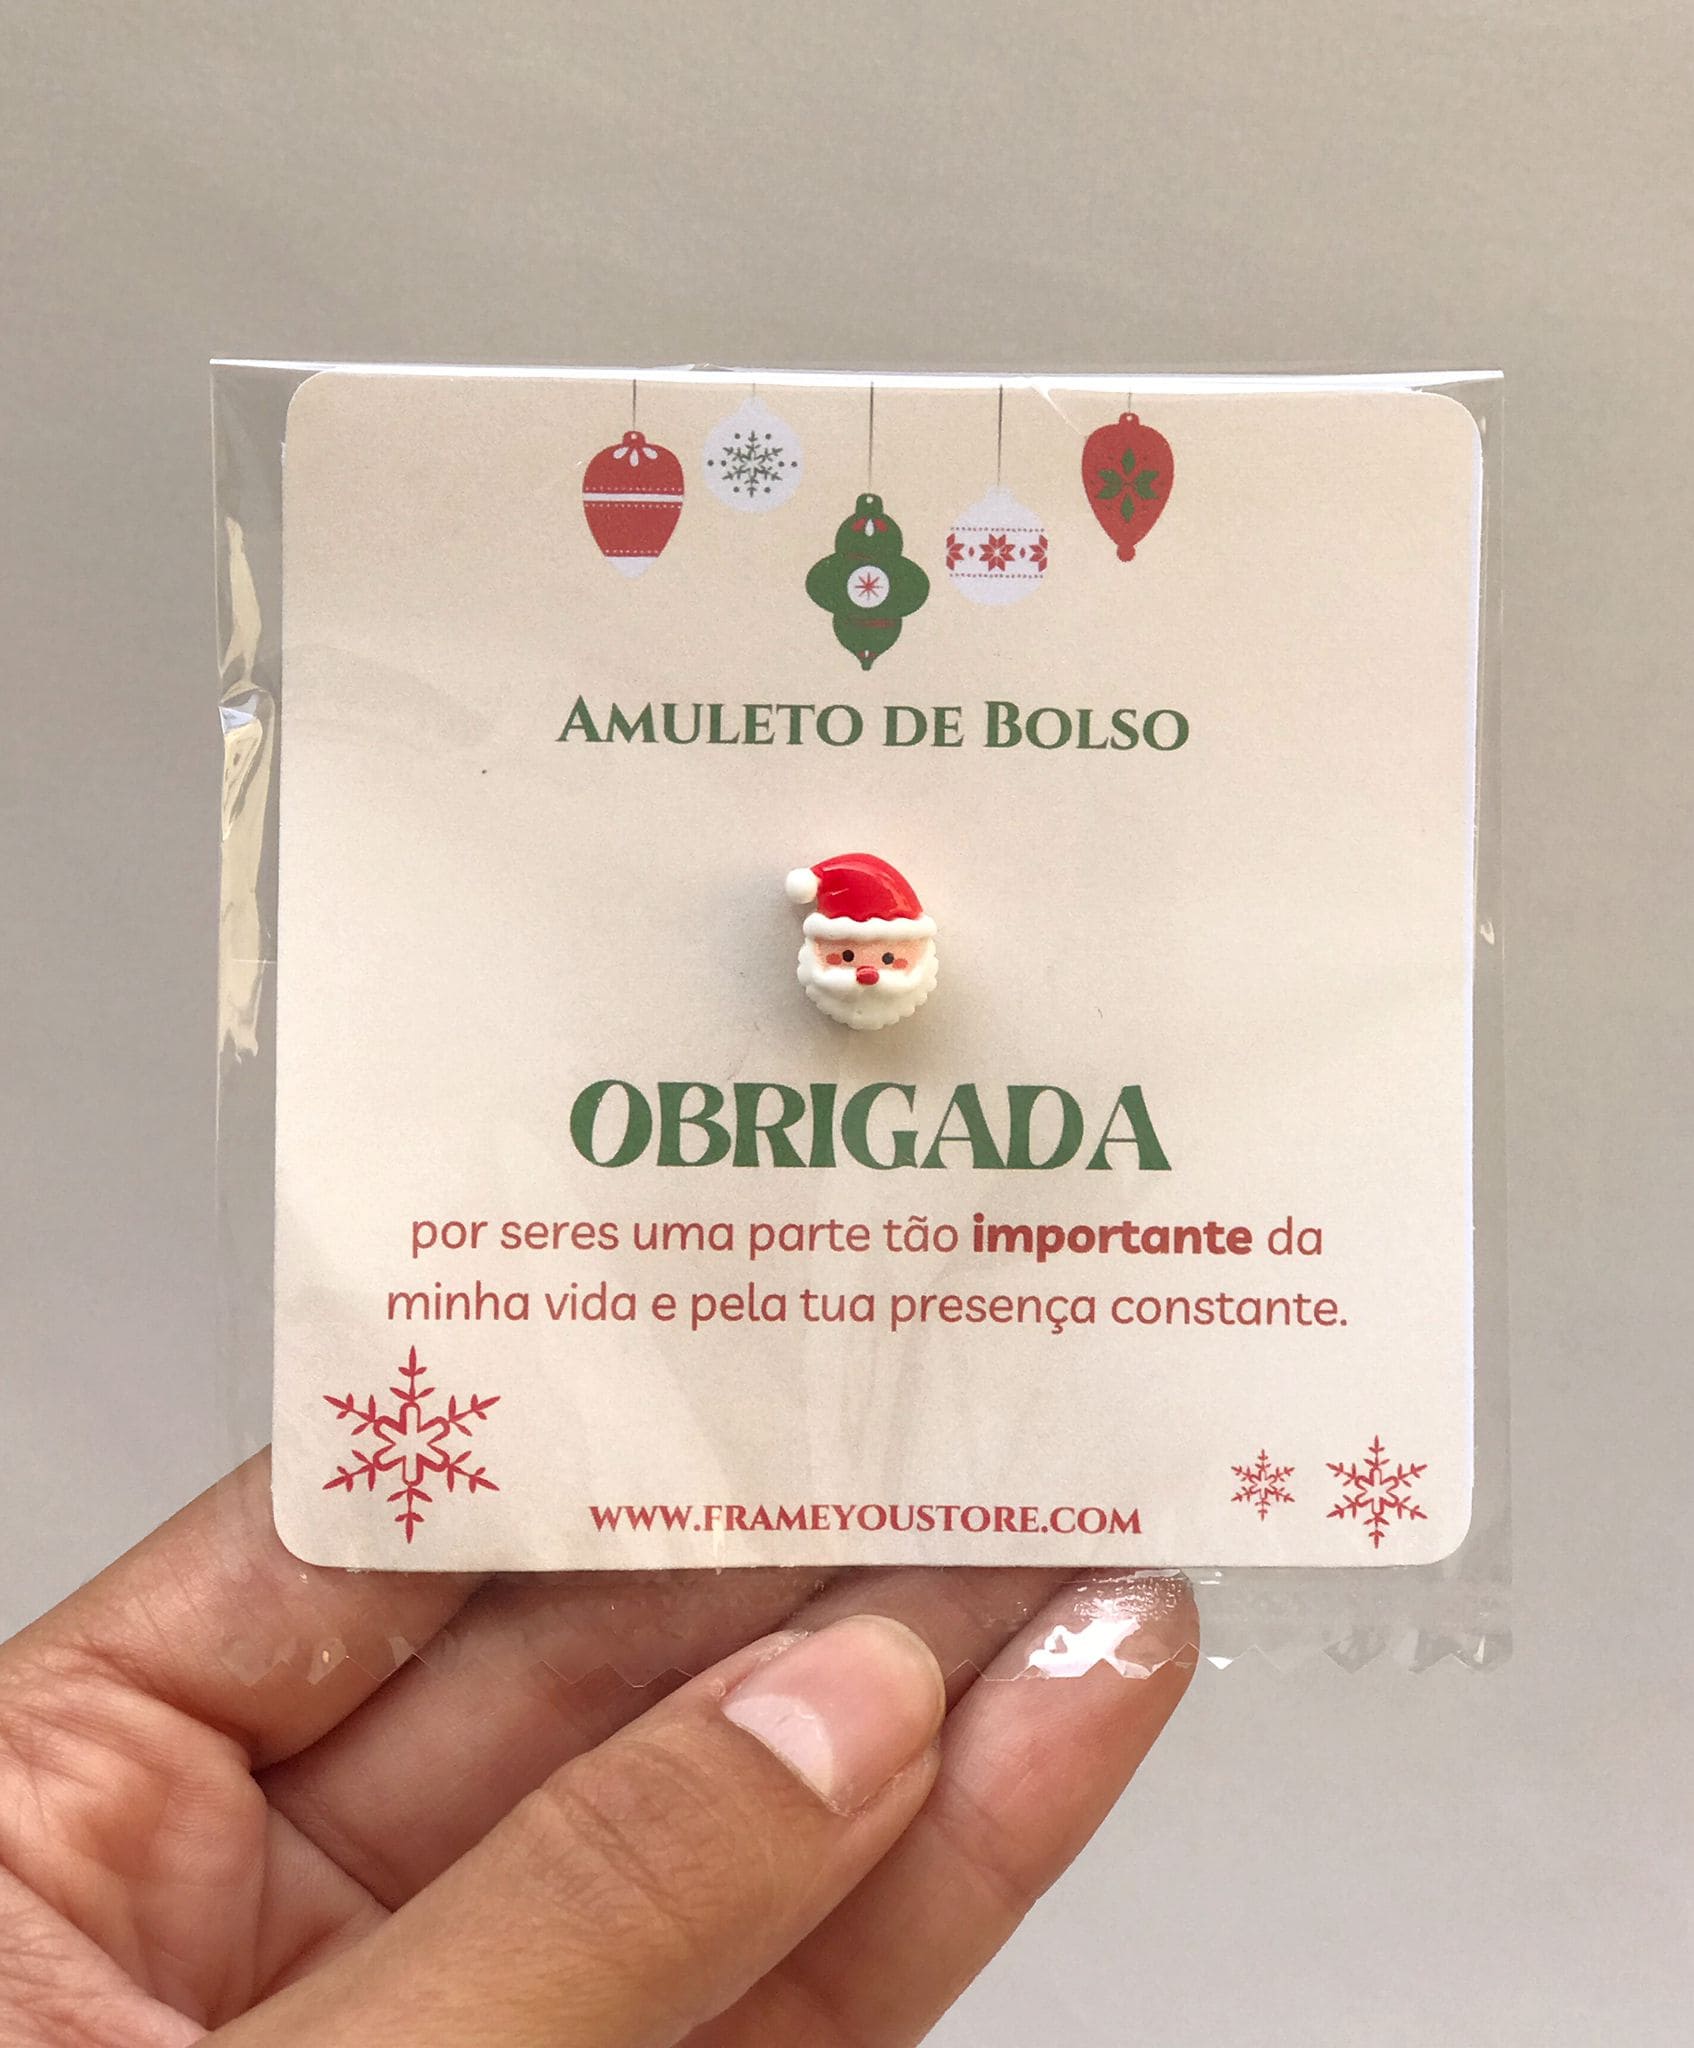 AMULETO DE BOLSO
OBRIGADA
por seres uma parte tão importante da
minha vida e pela tua presença constante.
WWW.FRAMEYOUSTORE.COM